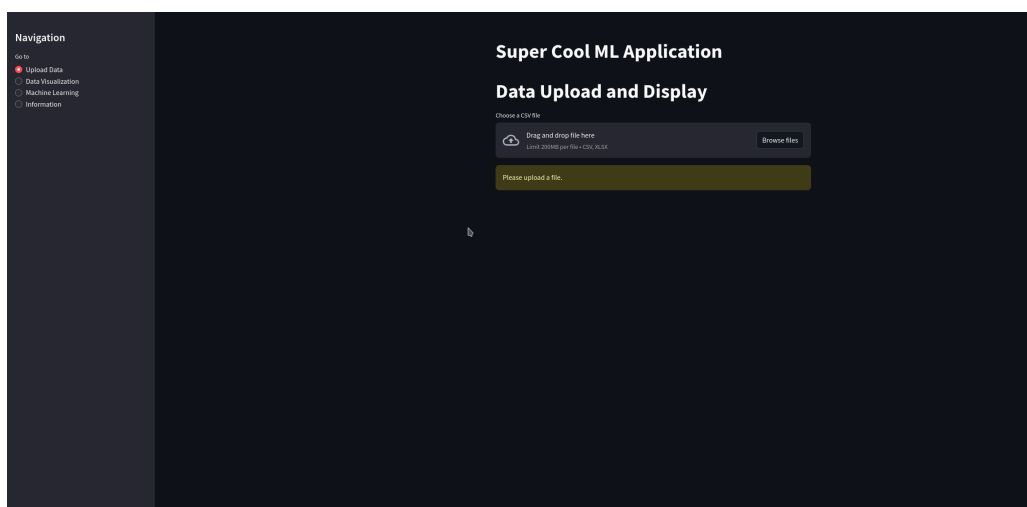 Navigation
Go to
Upload Data
Data Visualization
Machine Learning
Information
Super Cool ML Application
Data Upload and Display
Choose a CSV file
Drag and drop file here
Limit 200MB per file • CSV, XLSX
Browse files
Please upload a file.